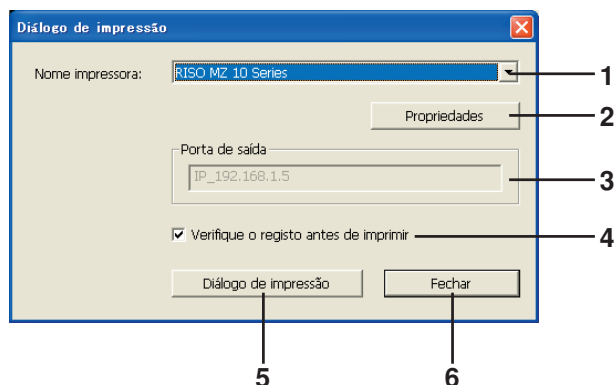 Diálogo de impressão
Nome impressora: RISO MZ 10 Series 1
Propriedades 2
Porta de saída
IP_192.168.1.5 3
Verifique o registo antes de imprimir 4
Diálogo de impressão Fechar
5 6